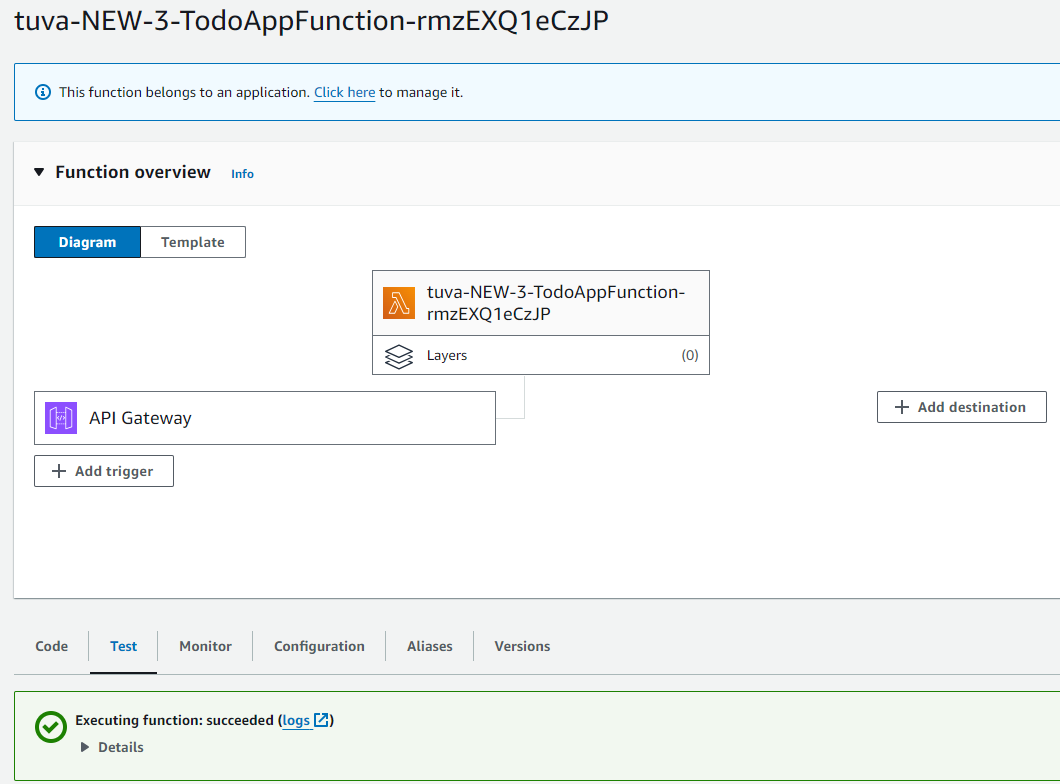 tuva-NEW-3-TodoAppFunction-rmzEXQ1eCzJP
This function belongs to an application. Click here to manage it.
Function overview Info
Diagram Template
tuva-NEW-3-TodoAppFunction-
rmzEXQ1eCzJP
Layers (0)
API Gateway
Add destination
Add trigger
Code Test Monitor Configuration Aliases Versions
Executing function: succeeded (logs)
Details